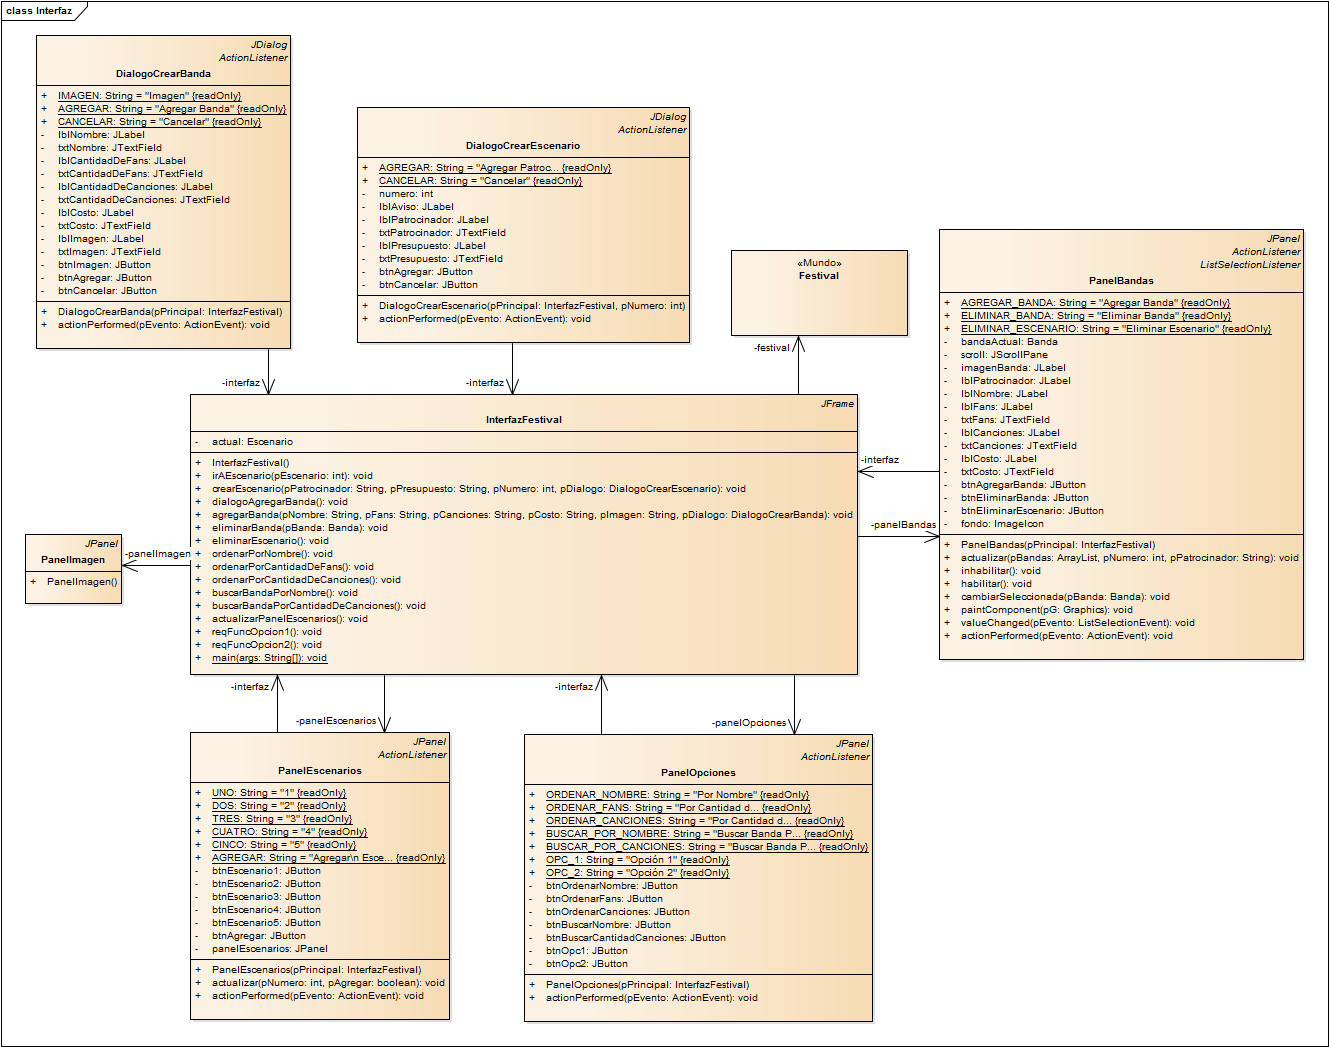 class Interfaz
JDialog
ActionListener
DialogoCrearBanda
+ IMAGEN: String = "Imagen" {readOnly}
+ AGREGAR: String = "Agregar Banda" {readOnly}
+ CANCELAR: String = "Cancelar" {readOnly}
- lblNombre: JLabel
- txtNombre: JTextField
- lblCantidadDeFans: JLabel
- txtCantidadDeFans: JTextField
- lblCantidadDeCanciones: JLabel
- txtCantidadDeCanciones: JTextField
- lblCosto: JLabel
- txtCosto: JTextField
- lblImagen: JLabel
- txtImagen: JTextField
- btnImagen: JButton
- btnAgregar: JButton
- btnCancelar: JButton
+ DialogoCrearBanda(pPrincipal: InterfazFestival)
+ actionPerformed(pEvento: ActionEvent): void
JDialog
ActionListener
DialogoCrearEscenario
+ AGREGAR: String = "Agregar Patroc... {readOnly}
+ CANCELAR: String = "Cancelar" {readOnly}
- numero: int
- lblAviso: JLabel
- lblPatrocinador: JLabel
- txtPatrocinador: JTextField
- lblPresupuesto: JLabel
- txtPresupuesto: JTextField
- btnAgregar: JButton
- btnCancelar: JButton
+ DialogoCrearEscenario(pPrincipal: InterfazFestival, pNumero: int)
+ actionPerformed(pEvento: ActionEvent): void
«Mundo»
Festival
JPanel
ActionListener
ListSelectionListener
PanelBandas
+ AGREGAR_BANDA: String = "Agregar Banda" {readOnly}
+ ELIMINAR_BANDA: String = "Eliminar Banda" {readOnly}
+ ELIMINAR_ESCENARIO: String = "Eliminar Escenario" {readOnly}
- bandaActual: Banda
- scroll: JScrollPane
- imagenBanda: JLabel
- lblPatrocinador: JLabel
- lblNombre: JLabel
- lblFans: JLabel
- txtFans: JTextField
- lblCanciones: JLabel
- txtCanciones: JTextField
- lblCosto: JLabel
- txtCosto: JTextField
- btnAgregarBanda: JButton
- btnEliminarBanda: JButton
- btnEliminarEscenario: JButton
- fondo: ImageIcon
+ PanelBandas(pPrincipal: InterfazFestival)
+ actualizar(pBandas: ArrayList, pNumero: int, pPatrocinador: String): void
+ inhabilitar(): void
+ habilitar(): void
+ cambiarSeleccionada(pBanda: Banda): void
+ paintComponent(pG: Graphics): void
+ valueChanged(pEvento: ListSelectionEvent): void
+ actionPerformed(pEvento: ActionEvent): void
-interfaz
-interfaz
-festival
-interfaz
-panelBandas
JFrame
InterfazFestival
- actual: Escenario
+ InterfazFestival()
+ irAEscenario(pEscenario: int): void
+ crearEscenario(pPatrocinador: String, pPresupuesto: String, pNumero: int, pDialogo: DialogoCrearEscenario): void
+ dialogoAgregarBanda(): void
+ agregarBanda(pNombre: String, pFans: String, pCanciones: String, pCosto: String, pImagen: String, pDialogo: DialogoCrearBanda): void
+ eliminarBanda(pBanda: Banda): void
+ eliminarEscenario(): void
+ ordenarPorNombre(): void
+ ordenarPorCantidadDeFans(): void
+ ordenarPorCantidadDeCanciones(): void
+ buscarBandaPorNombre(): void
+ buscarBandaPorCantidadDeCanciones(): void
+ actualizarPanelEscenarios(): void
+ reqFuncOpcion1(): void
+ reqFuncOpcion2(): void
+ main(args: String[]): void
-panelImagen
JPanel
PanelImagen
+ PanelImagen()
-interfaz
-panelEscenarios
-interfaz
-panelOpciones
JPanel
ActionListener
PanelEscenarios
+ UNO: String = "1" {readOnly}
+ DOS: String = "2" {readOnly}
+ TRES: String = "3" {readOnly}
+ CUATRO: String = "4" {readOnly}
+ CINCO: String = "5" {readOnly}
+ AGREGAR: String = "Agregar\n Esce... {readOnly}
- btnEscenario1: JButton
- btnEscenario2: JButton
- btnEscenario3: JButton
- btnEscenario4: JButton
- btnEscenario5: JButton
- btnAgregar: JButton
- panelEscenarios: JPanel
+ PanelEscenarios(pPrincipal: InterfazFestival)
+ actualizar(pNumero: int, pAgregar: boolean): void
+ actionPerformed(pEvento: ActionEvent): void
JPanel
ActionListener
PanelOpciones
+ ORDENAR_NOMBRE: String = "Por Nombre" {readOnly}
+ ORDENAR_FANS: String = "Por Cantidad d... {readOnly}
+ ORDENAR_CANCIONES: String = "Por Cantidad d... {readOnly}
+ BUSCAR_POR_NOMBRE: String = "Buscar Banda P... {readOnly}
+ BUSCAR_POR_CANCIONES: String = "Buscar Banda P... {readOnly}
+ OPC_1: String = "Opción 1" {readOnly}
+ OPC_2: String = "Opción 2" {readOnly}
- btnOrdenarNombre: JButton
- btnOrdenarFans: JButton
- btnOrdenarCanciones: JButton
- btnBuscarNombre: JButton
- btnBuscarCantidadCanciones: JButton
- btnOpc1: JButton
- btnOpc2: JButton
+ PanelOpciones(pPrincipal: InterfazFestival)
+ actionPerformed(pEvento: ActionEvent): void